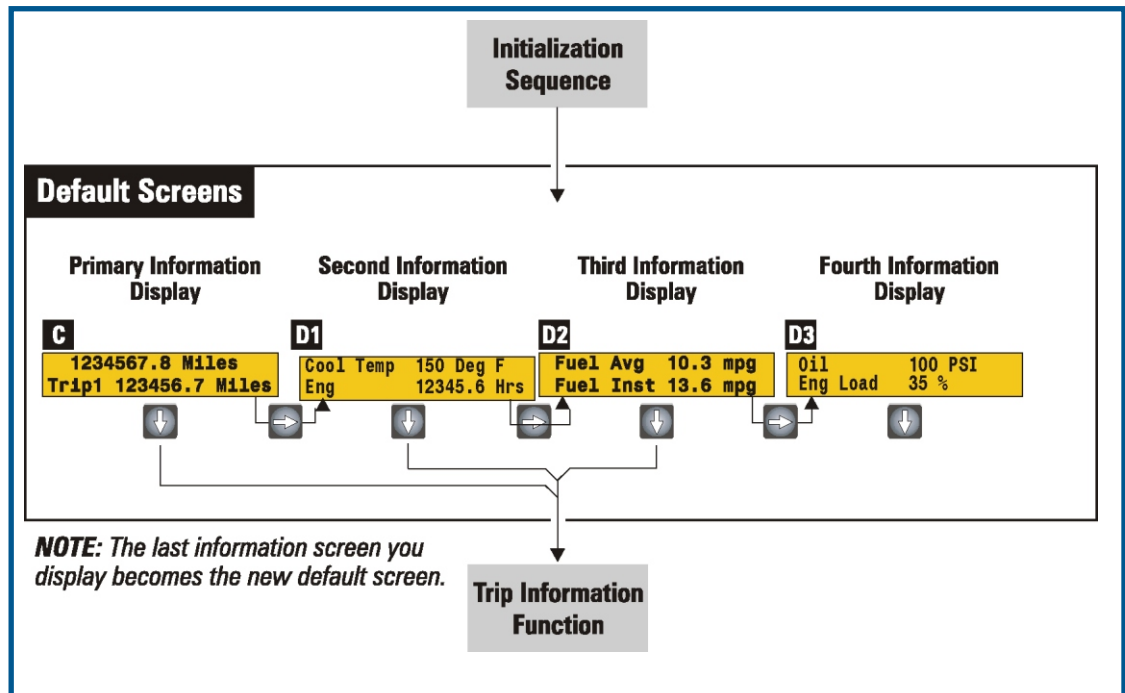 Initialization
Sequence
Default Screens
Primary Information
Display
Second Information
Display
Third Information
Display
Fourth Information
Display
C
1234567.8 Miles
Trip1 123456.7 Miles
D1
Cool Temp 150 Deg F
Eng 12345.6 Hrs
D2
Fuel Avg 10.3 mpg
Fuel Inst 13.6 mpg
D3
Oil 100 PSI
Eng Load 35 %
NOTE: The last information screen you
display becomes the new default screen.
Trip Information
Function